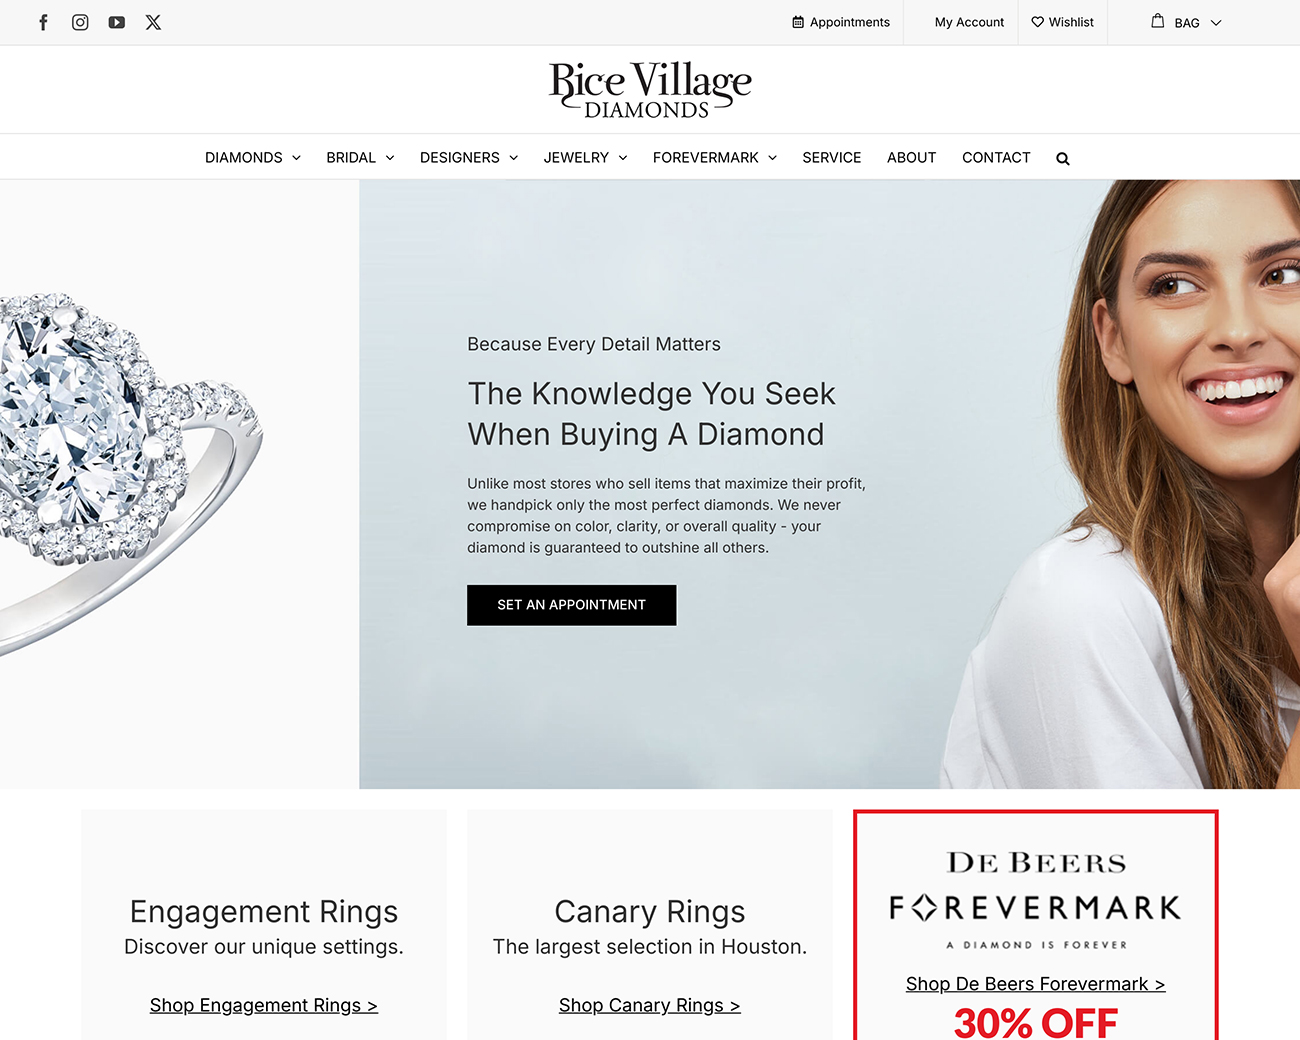 Appointments
My Account
Wishlist
BAG
Rice Village
DIAMONDS
DIAMONDS BRIDAL DESIGNERS JEWELRY FOREVERMARK SERVICE ABOUT CONTACT
Because Every Detail Matters
The Knowledge You Seek
When Buying A Diamond
Unlike most stores who sell items that maximize their profit,
we handpick only the most perfect diamonds. We never
compromise on color, clarity, or overall quality - your
diamond is guaranteed to outshine all others.
SET AN APPOINTMENT
Engagement Rings
Discover our unique settings.
Shop Engagement Rings >
Canary Rings
The largest selection in Houston.
Shop Canary Rings >
DE BEERS
FOREVERMARK
A DIAMOND IS FOREVER
Shop De Beers Forevermark >
30% OFF